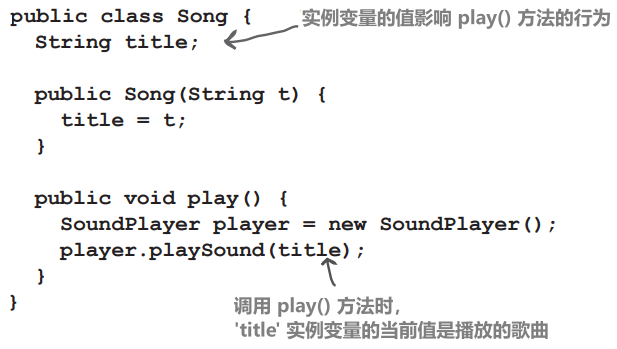 public class Song {
实例变量的值影响 play() 方法的行为
String title;
public Song(String t) {
title = t;
}
public void play() {
SoundPlayer player = new SoundPlayer();
player.playSound(title);
}
}
调用 play() 方法时，
'title' 实例变量的当前值是播放的歌曲